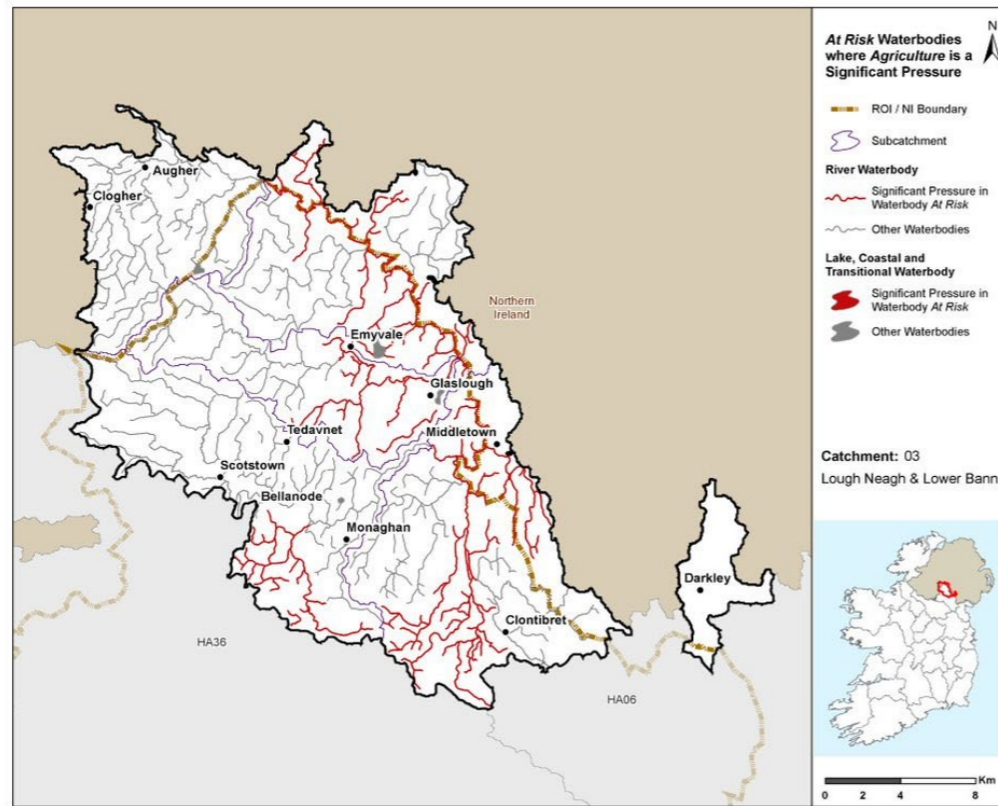 N
At Risk Waterbodies
where Agriculture is a
Significant Pressure
ROI / NI Boundary
Subcatchment
River Waterbody
Significant Pressure in
Waterbody At Risk
Other Waterbodies
Lake, Coastal and
Transitional Waterbody
Significant Pressure in
Waterbody At Risk
Other Waterbodies
Catchment: 03
Lough Neagh & Lower Bann
Km
0 2 4 8
Augher
Clogher
Northern
Ireland
Emyvale
Glaslough
Tedavnet
Middletown
Scotstown
Bellanode
Monaghan
Darkley
Clontibret
HA36
HA06